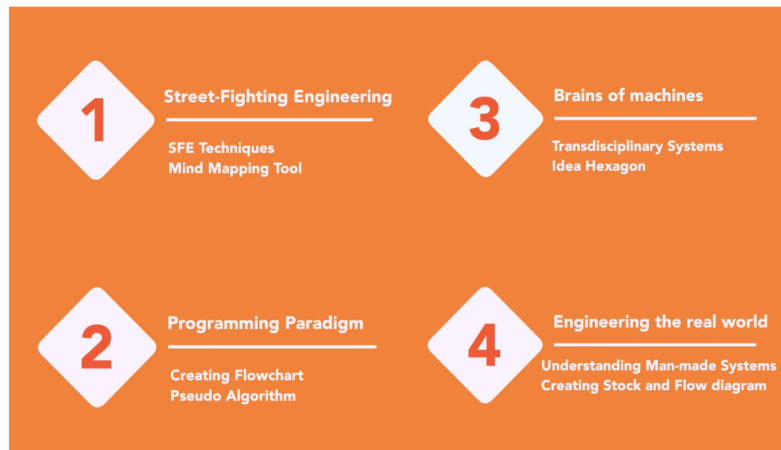 1
Street-Fighting Engineering
SFE Techniques
Mind Mapping Tool
2
Programming Paradigm
Creating Flowchart
Pseudo Algorithm
3
Brains of machines
Transdisciplinary Systems
Idea Hexagon
4
Engineering the real world
Understanding Man-made Systems
Creating Stock and Flow diagram